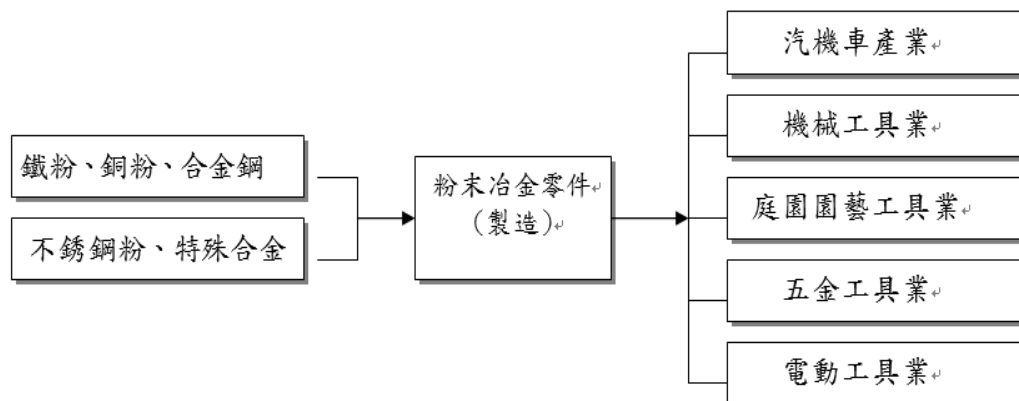 鐵粉、銅粉、合金鋼
不銹鋼粉、特殊合金
粉末冶金零件
(製造)
汽機車產業
機械工具業
庭園園藝工具業
五金工具業
電動工具業